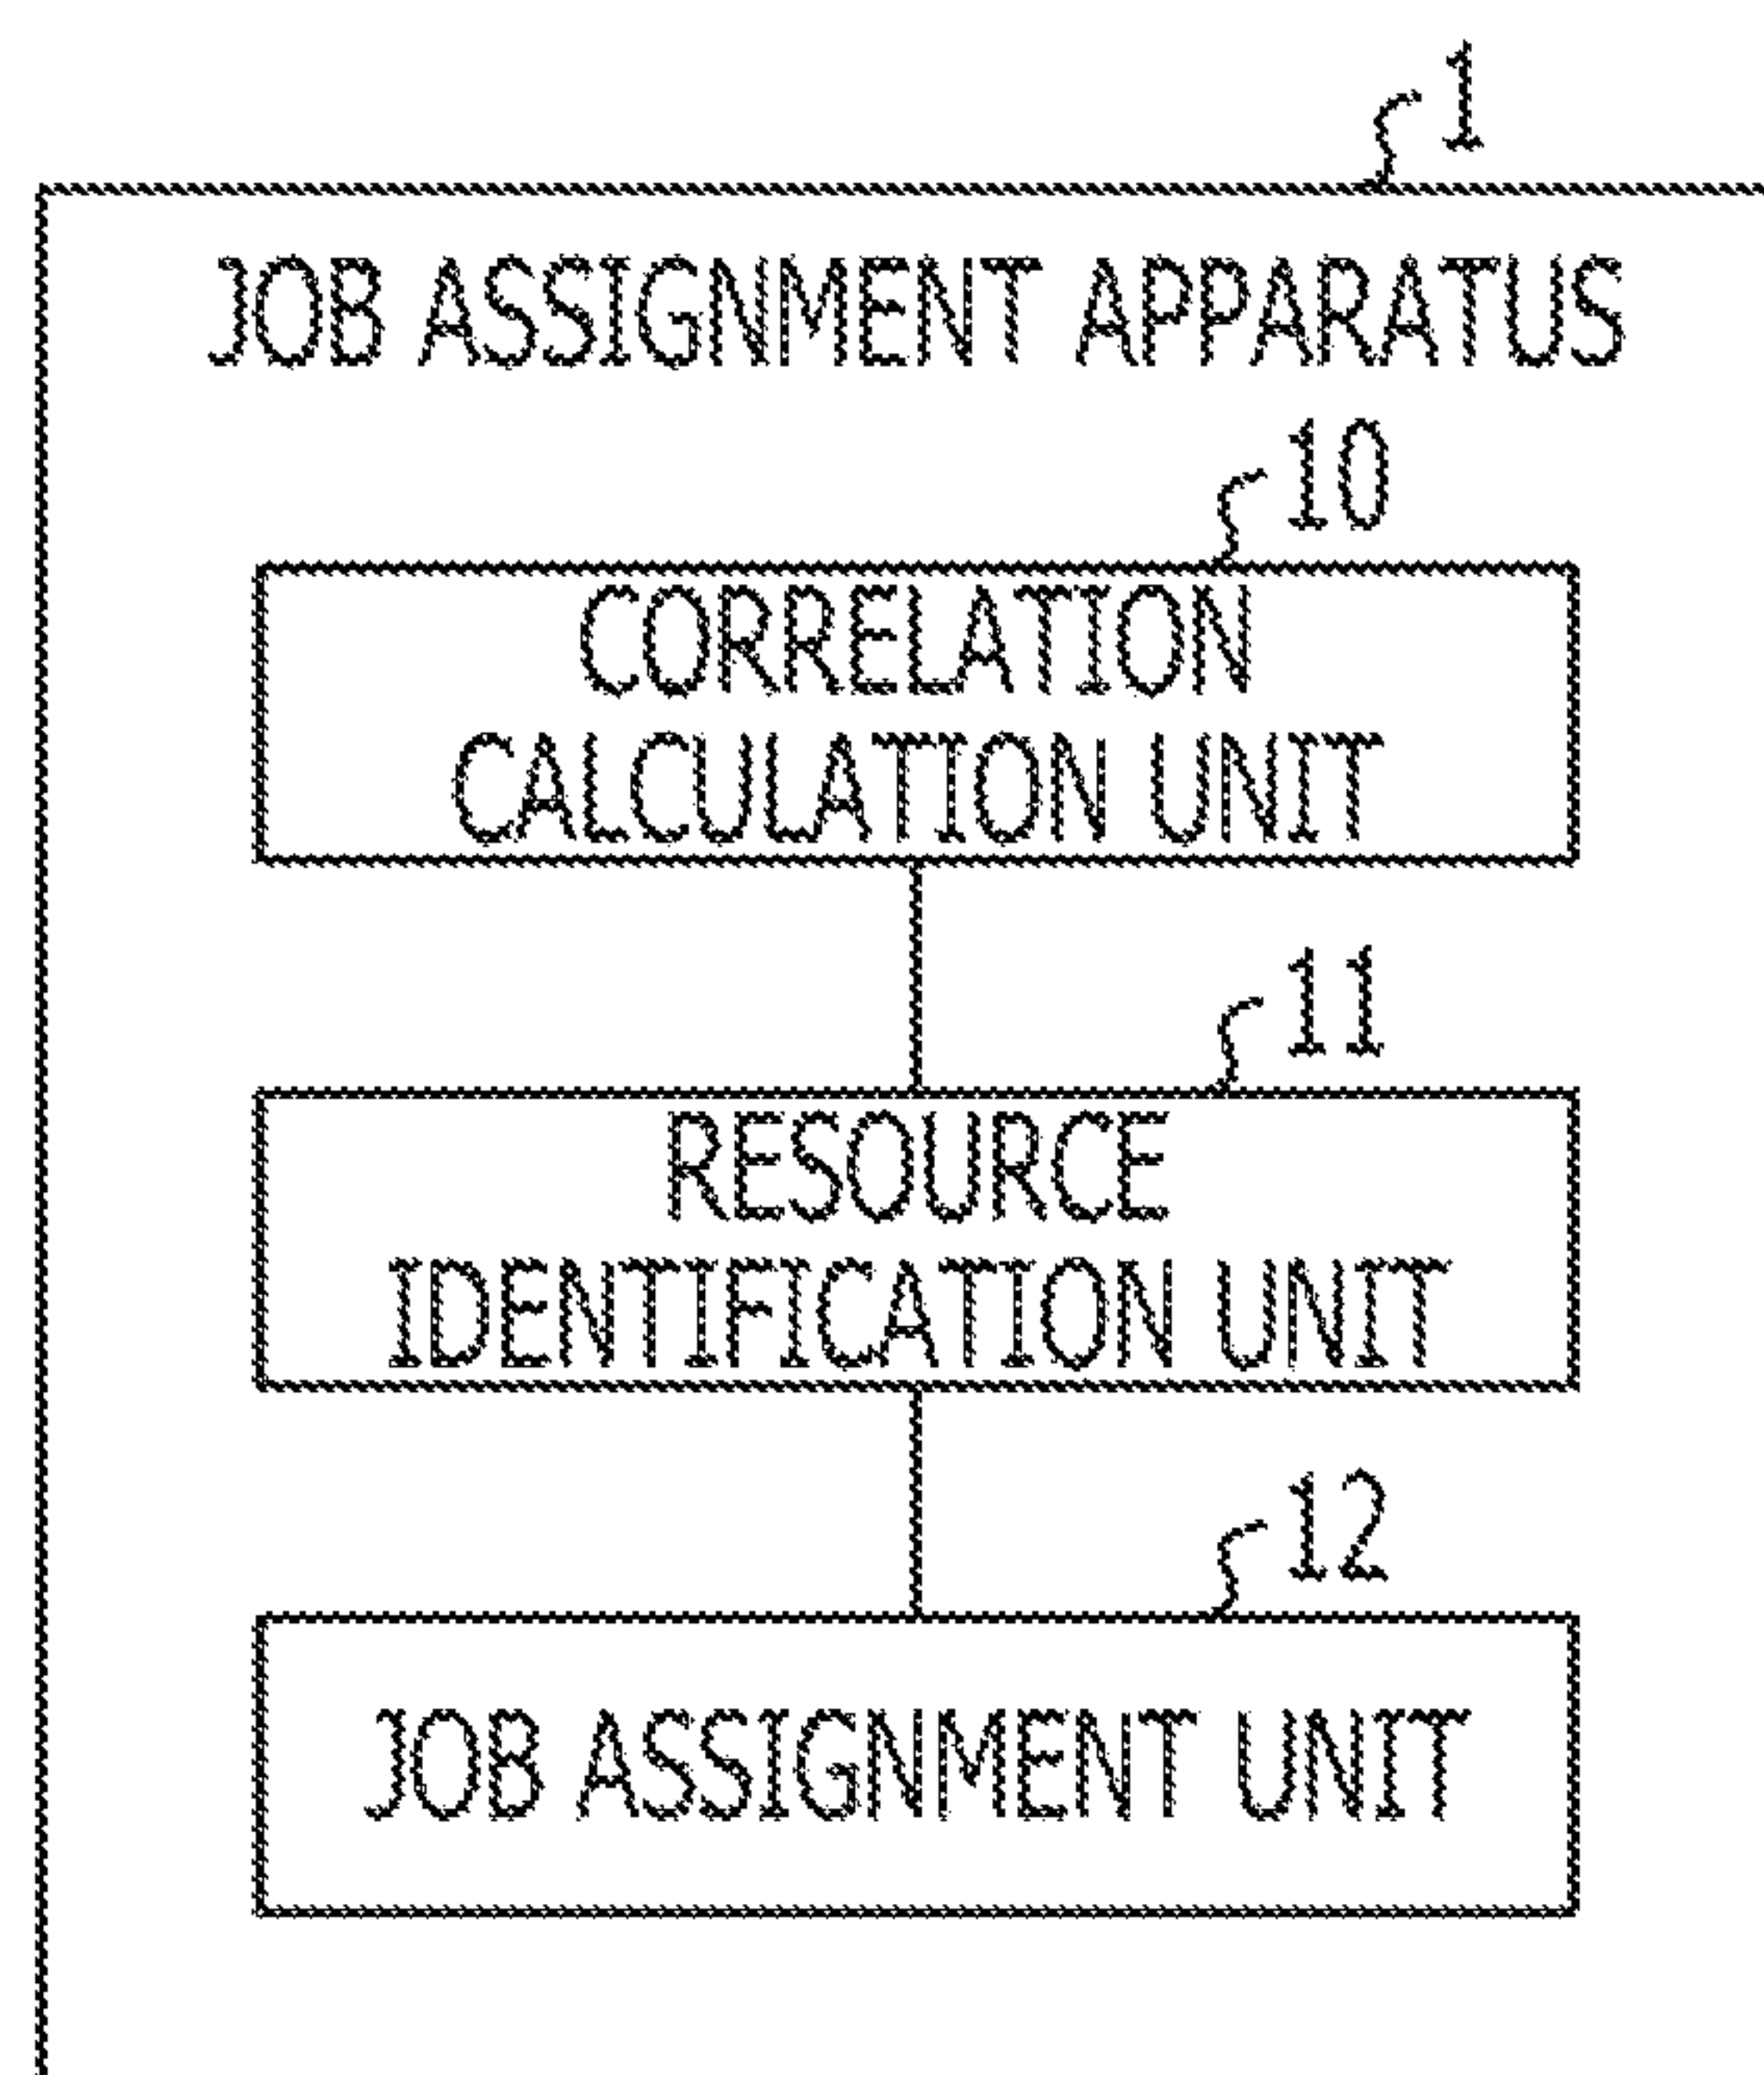 1
JOB ASSIGNMENT APPARATUS
10
CORRELATION
CALCULATION UNIT
11
RESOURCE
IDENTIFICATION UNIT
12
JOB ASSIGNMENT UNIT